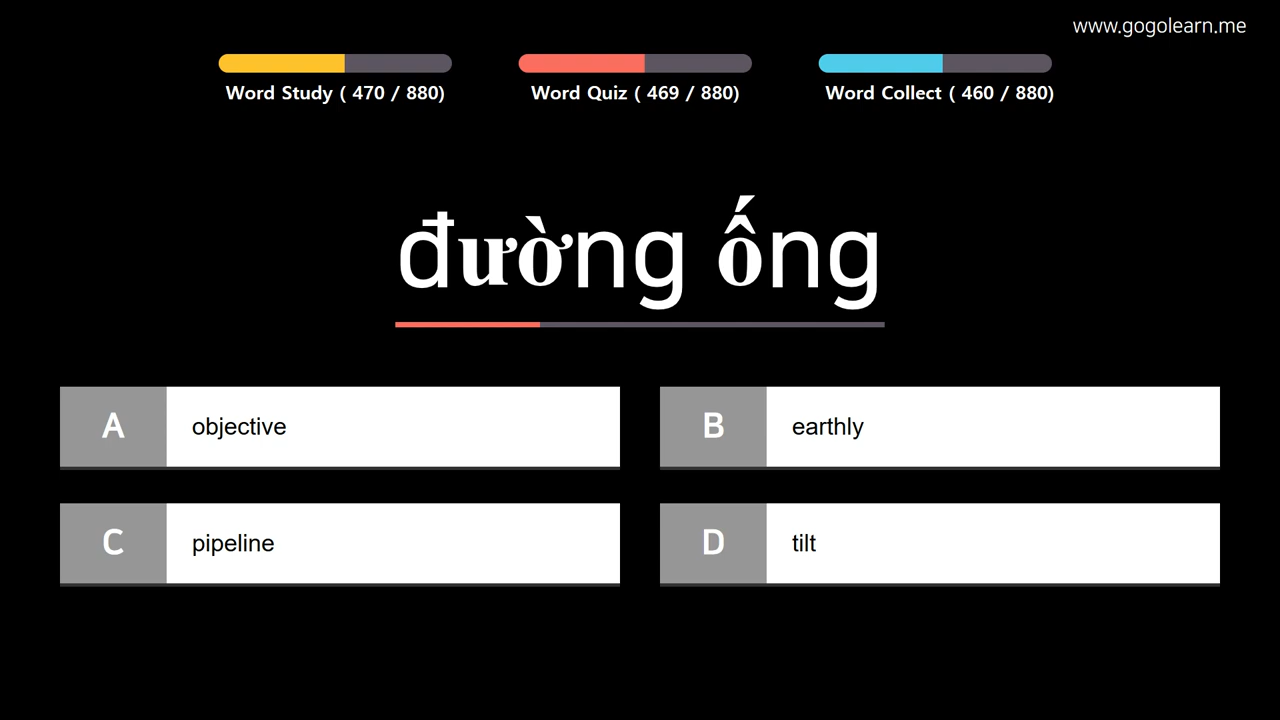 www.gogolearn.me
Word Study ( 470 / 880)
Word Quiz ( 469 / 880)
Word Collect ( 460 / 880)
đường ống
A objective
B earthly
C pipeline
D tilt